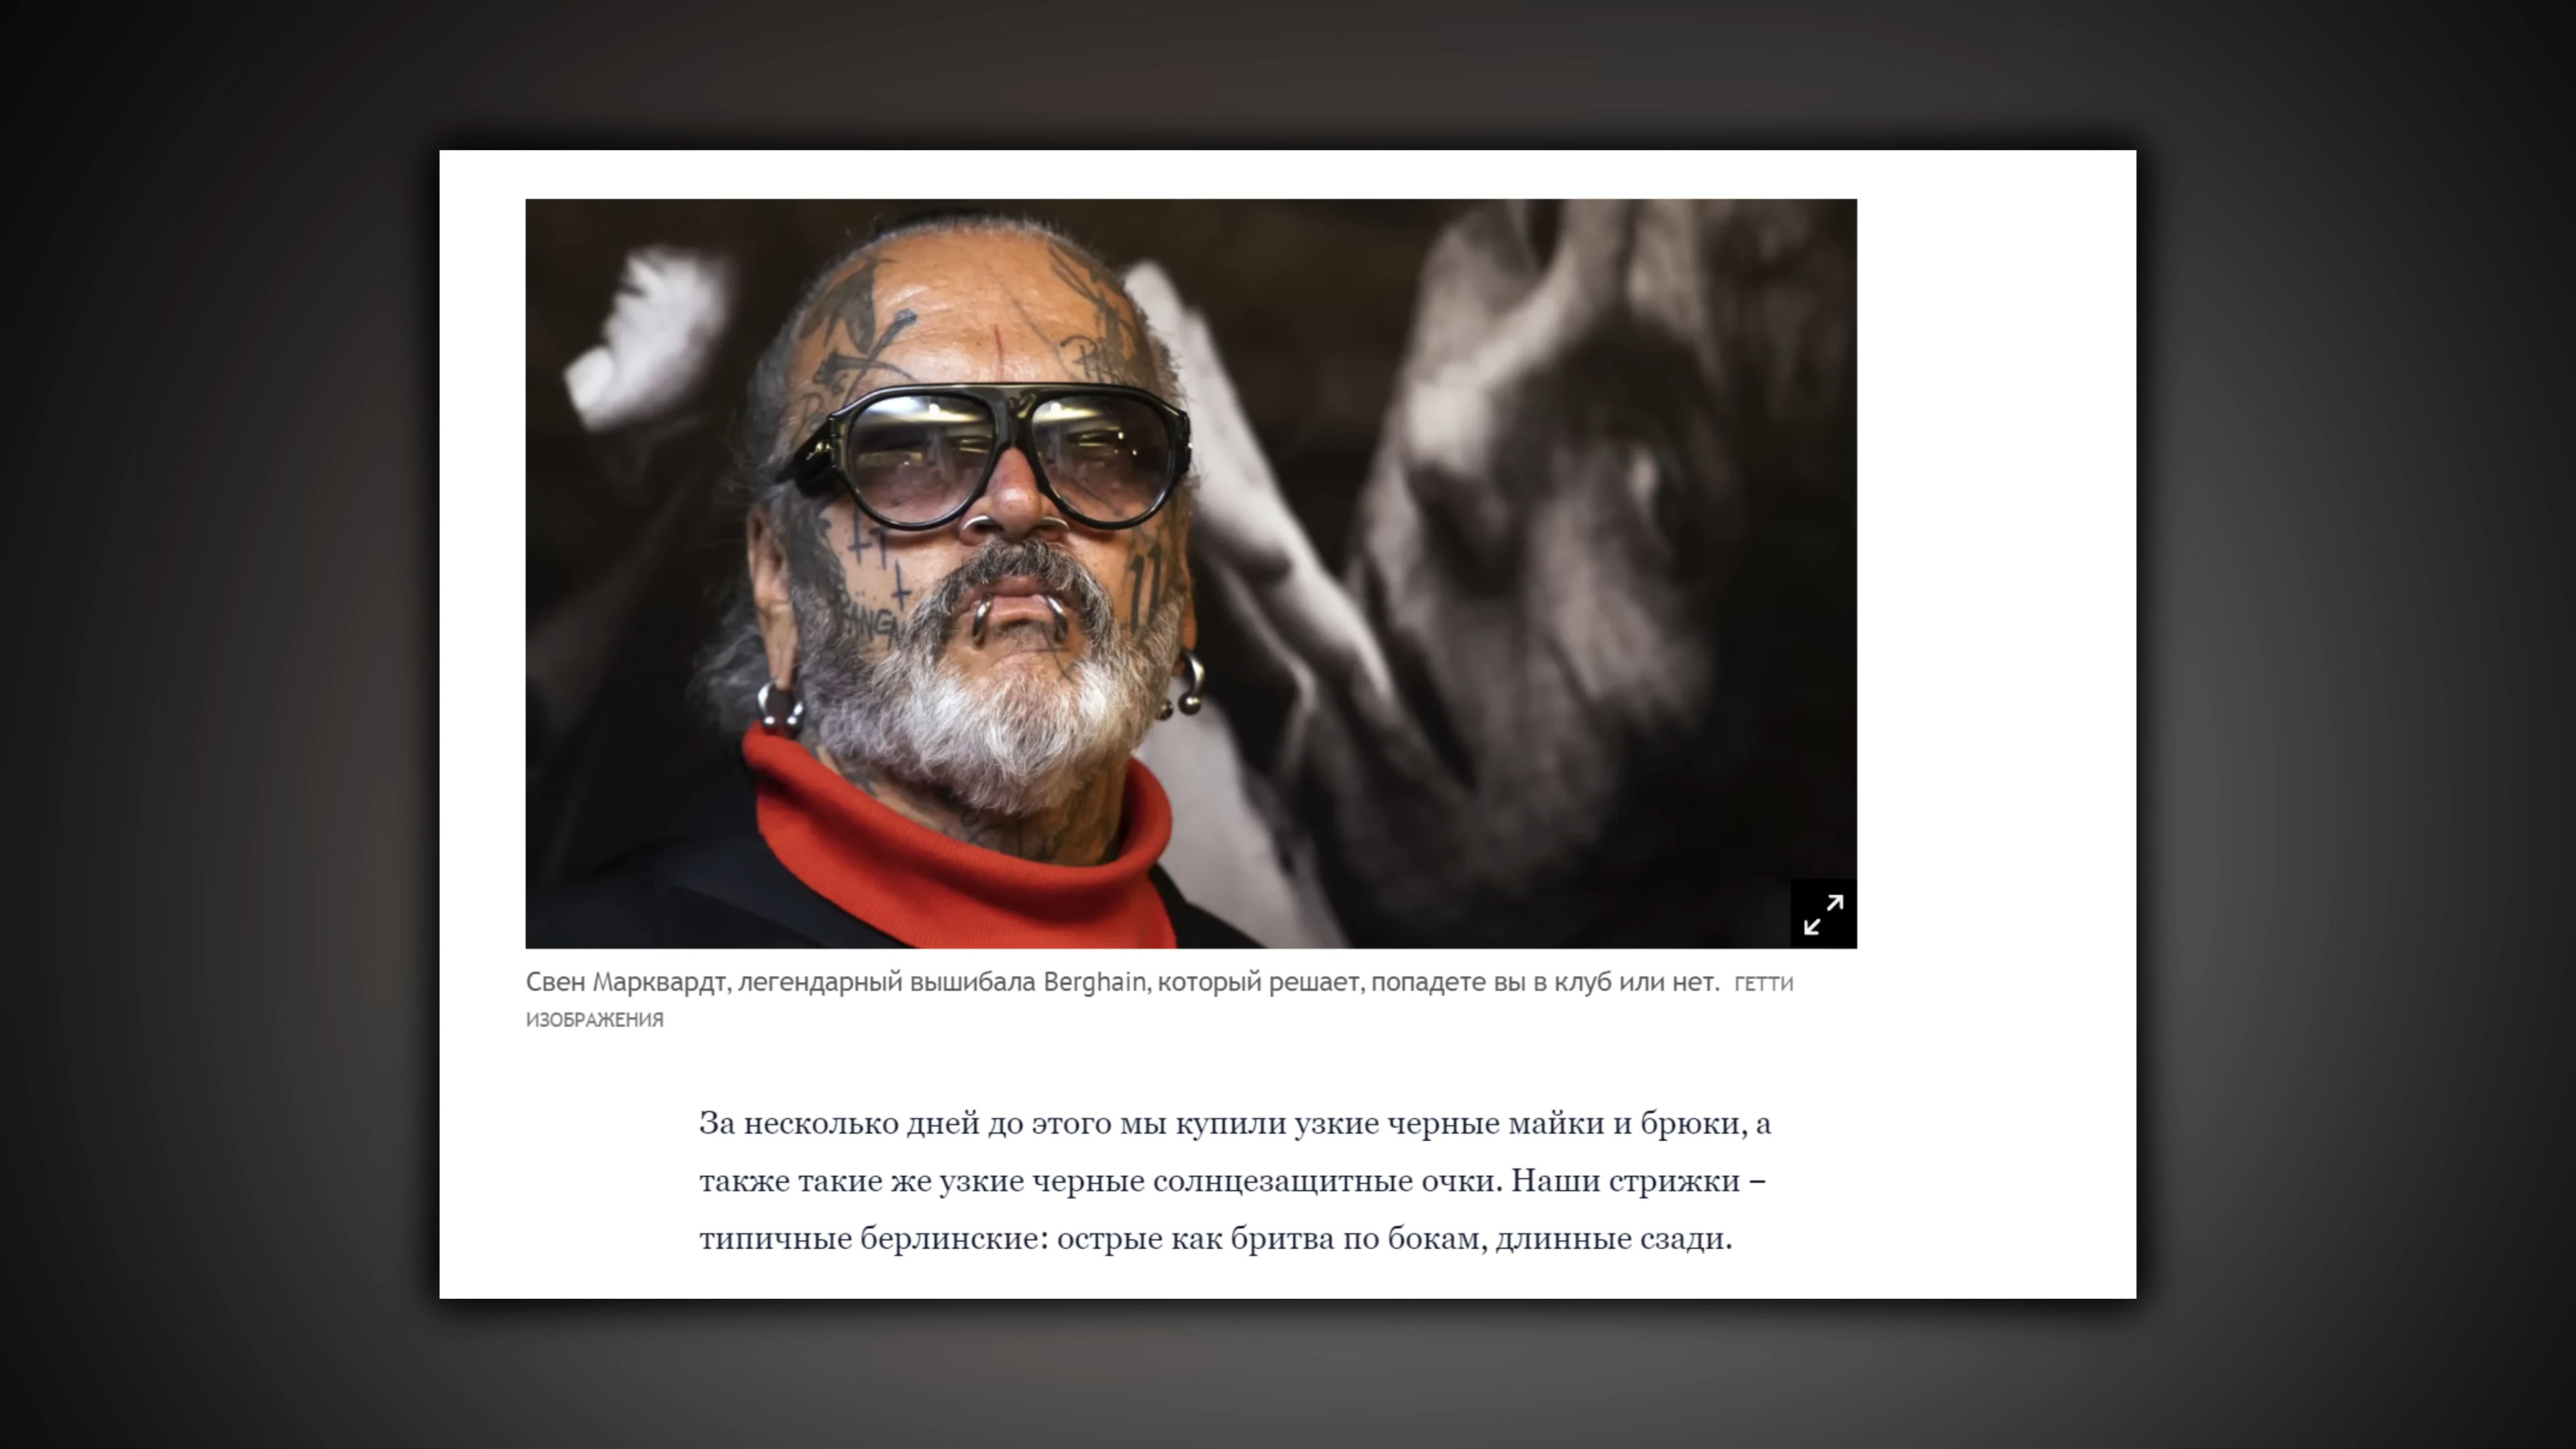 Свен Марквардт, легендарный вышибала Berghain, который решает, попадете вы в клуб или нет. ГЕТТИ
ИЗОБРАЖЕНИЯ
За несколько дней до этого мы купили узкие черные майки и брюки, а
также такие же узкие черные солнцезащитные очки. Наши стрижки –
типичные берлинские: острые как бритва по бокам, длинные сзади.